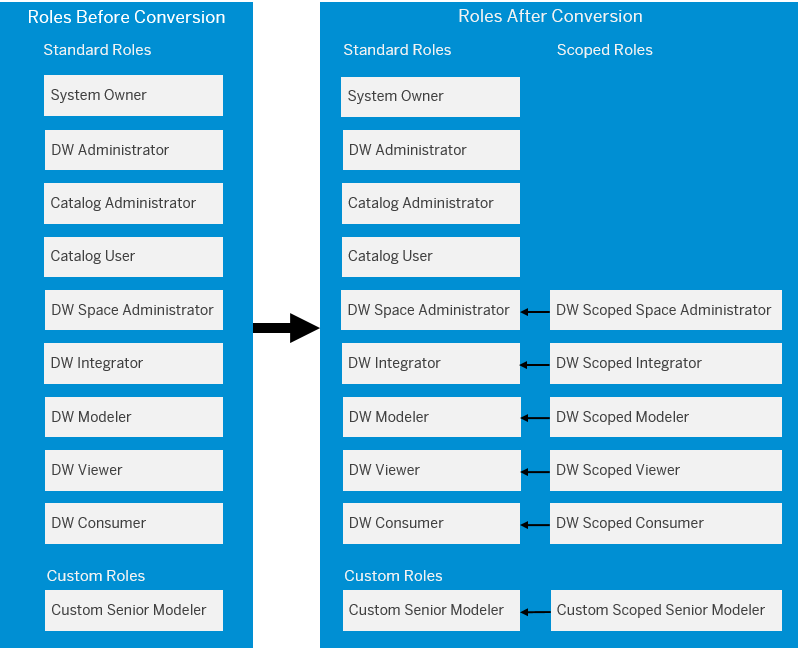 Roles Before Conversion
Standard Roles
System Owner
DW Administrator
Catalog Administrator
Catalog User
DW Space Administrator
DW Integrator
DW Modeler
DW Viewer
DW Consumer
Custom Roles
Custom Senior Modeler
Roles After Conversion
Standard Roles
Scoped Roles
System Owner
DW Administrator
Catalog Administrator
Catalog User
DW Space Administrator
DW Scoped Space Administrator
DW Integrator
DW Scoped Integrator
DW Modeler
DW Scoped Modeler
DW Viewer
DW Scoped Viewer
DW Consumer
DW Scoped Consumer
Custom Roles
Custom Senior Modeler
Custom Scoped Senior Modeler